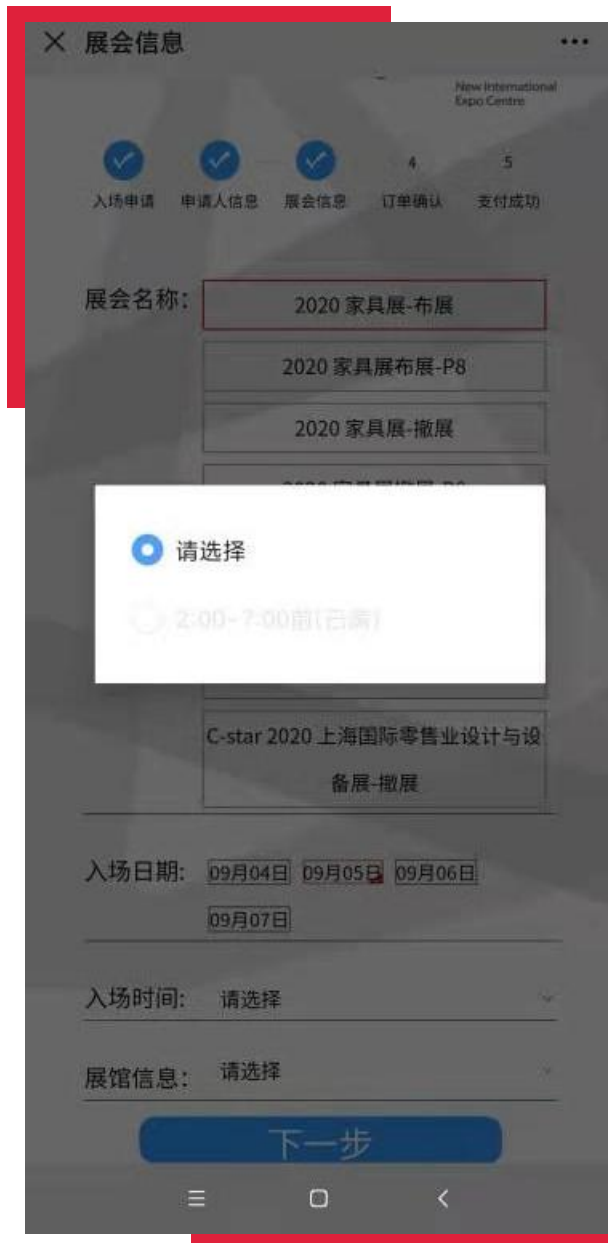 展会信息
New International
Expo Centre
4
5
入场申请
申请人信息
展会信息
订单确认
支付成功
展会名称：
2020 家具展-布展
2020 家具展布展-P8
2020 家具展-撤展
请选择
2:00-7:00前(已满)
C-star 2020 上海国际零售业设计与设
备展-撤展
入场日期:
09月04日
09月05日
09月06日
09月07日
入场时间:
请选择
展馆信息：
请选择
下一步